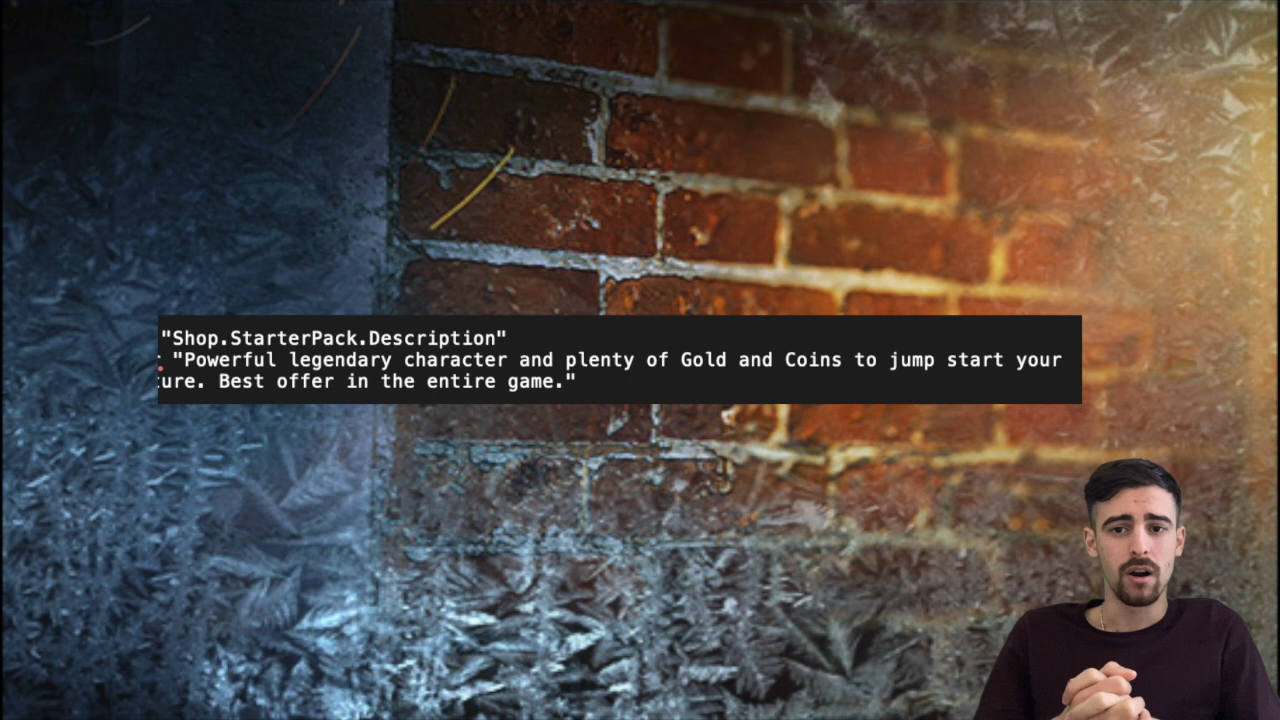 "Shop.StarterPack.Description"
"Powerful legendary character and plenty of Gold and Coins to jump start your
ure. Best offer in the entire game."